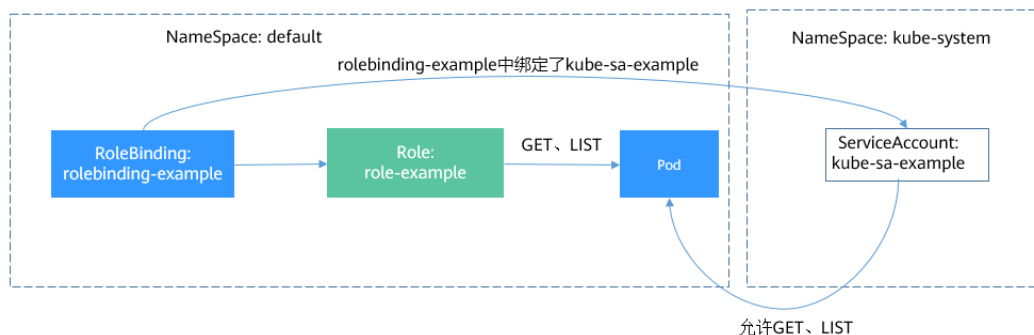 NameSpace: default
NameSpace: kube-system
rolebinding-example中绑定了kube-sa-example
RoleBinding:
rolebinding-example
Role:
role-example
GET、LIST
Pod
ServiceAccount:
kube-sa-example
允许GET、LIST